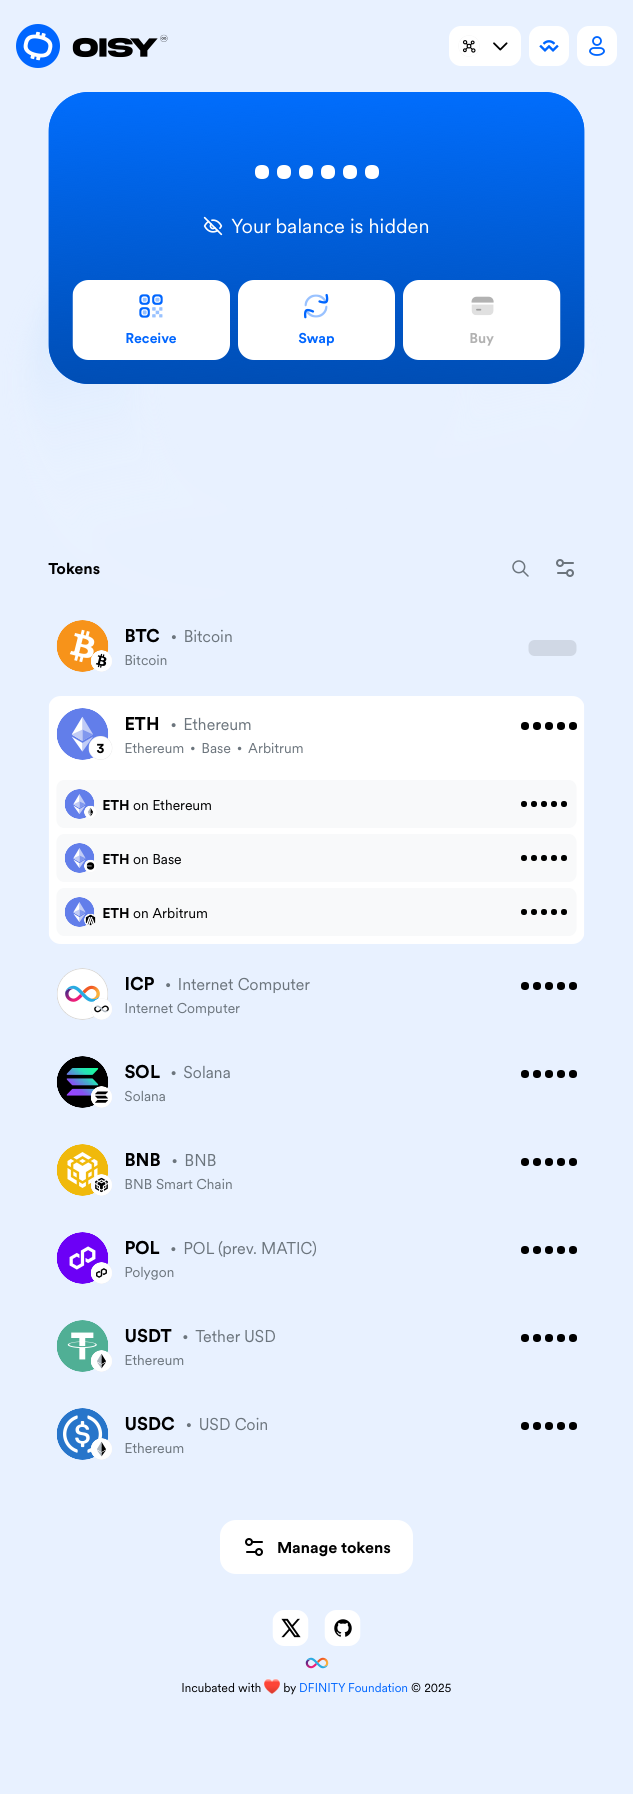 OISY
Your balance is hidden
Receive
Swap
Buy
Tokens
BTC • Bitcoin
Bitcoin
ETH • Ethereum
Ethereum • Base • Arbitrum
3
ETH on Ethereum
ETH on Base
ETH on Arbitrum
ICP • Internet Computer
Internet Computer
SOL • Solana
Solana
BNB • BNB
BNB Smart Chain
POL • POL (prev. MATIC)
Polygon
USDT • Tether USD
Ethereum
USDC • USD Coin
Ethereum
Manage tokens
Incubated with ❤️ by DFINITY Foundation © 2025